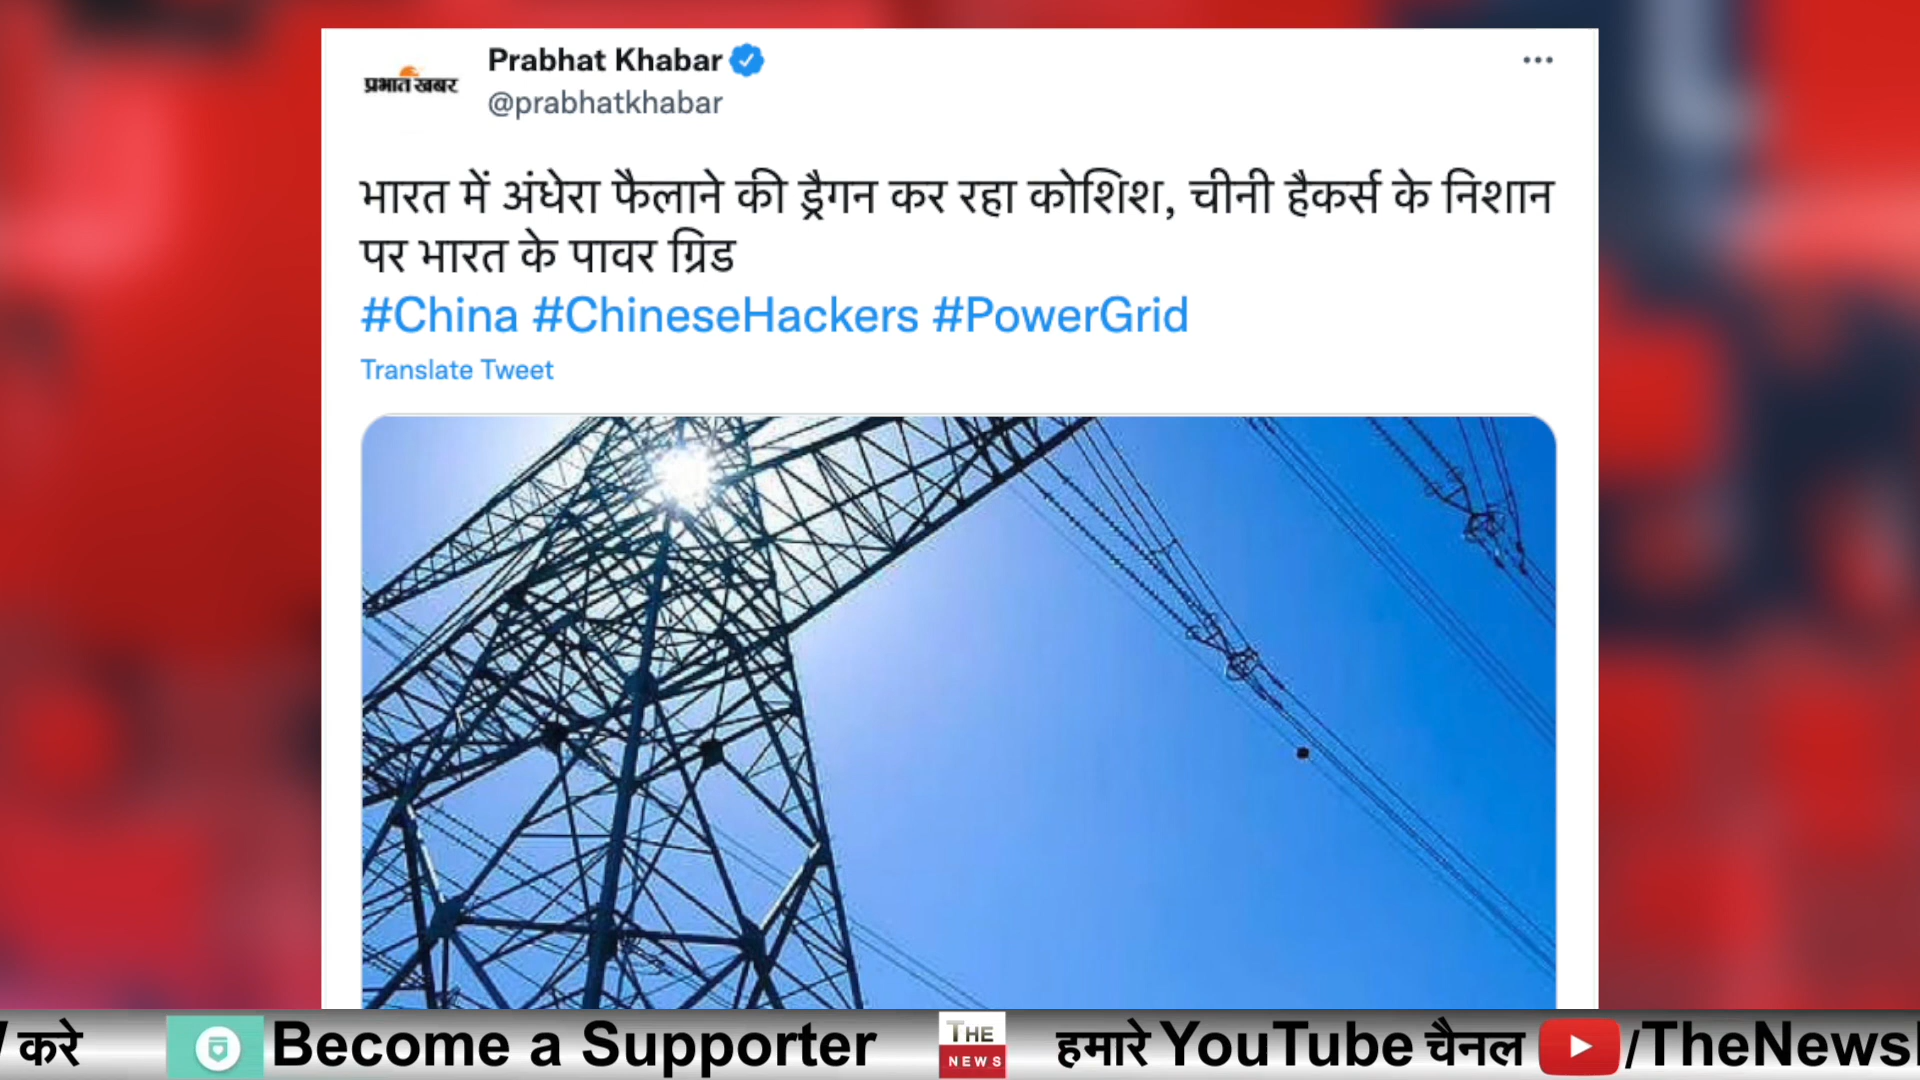 Prabhat Khabar
प्रभात खबर
@prabhatkhabar
भारत में अंधेरा फैलाने की ड्रैगन कर रहा कोशिश, चीनी हैकर्स के निशान
पर भारत के पावर ग्रिड
#China #ChineseHackers #PowerGrid
Translate Tweet
करे Become a Supporter THE NEWS हमारे YouTube चैनल /TheNews